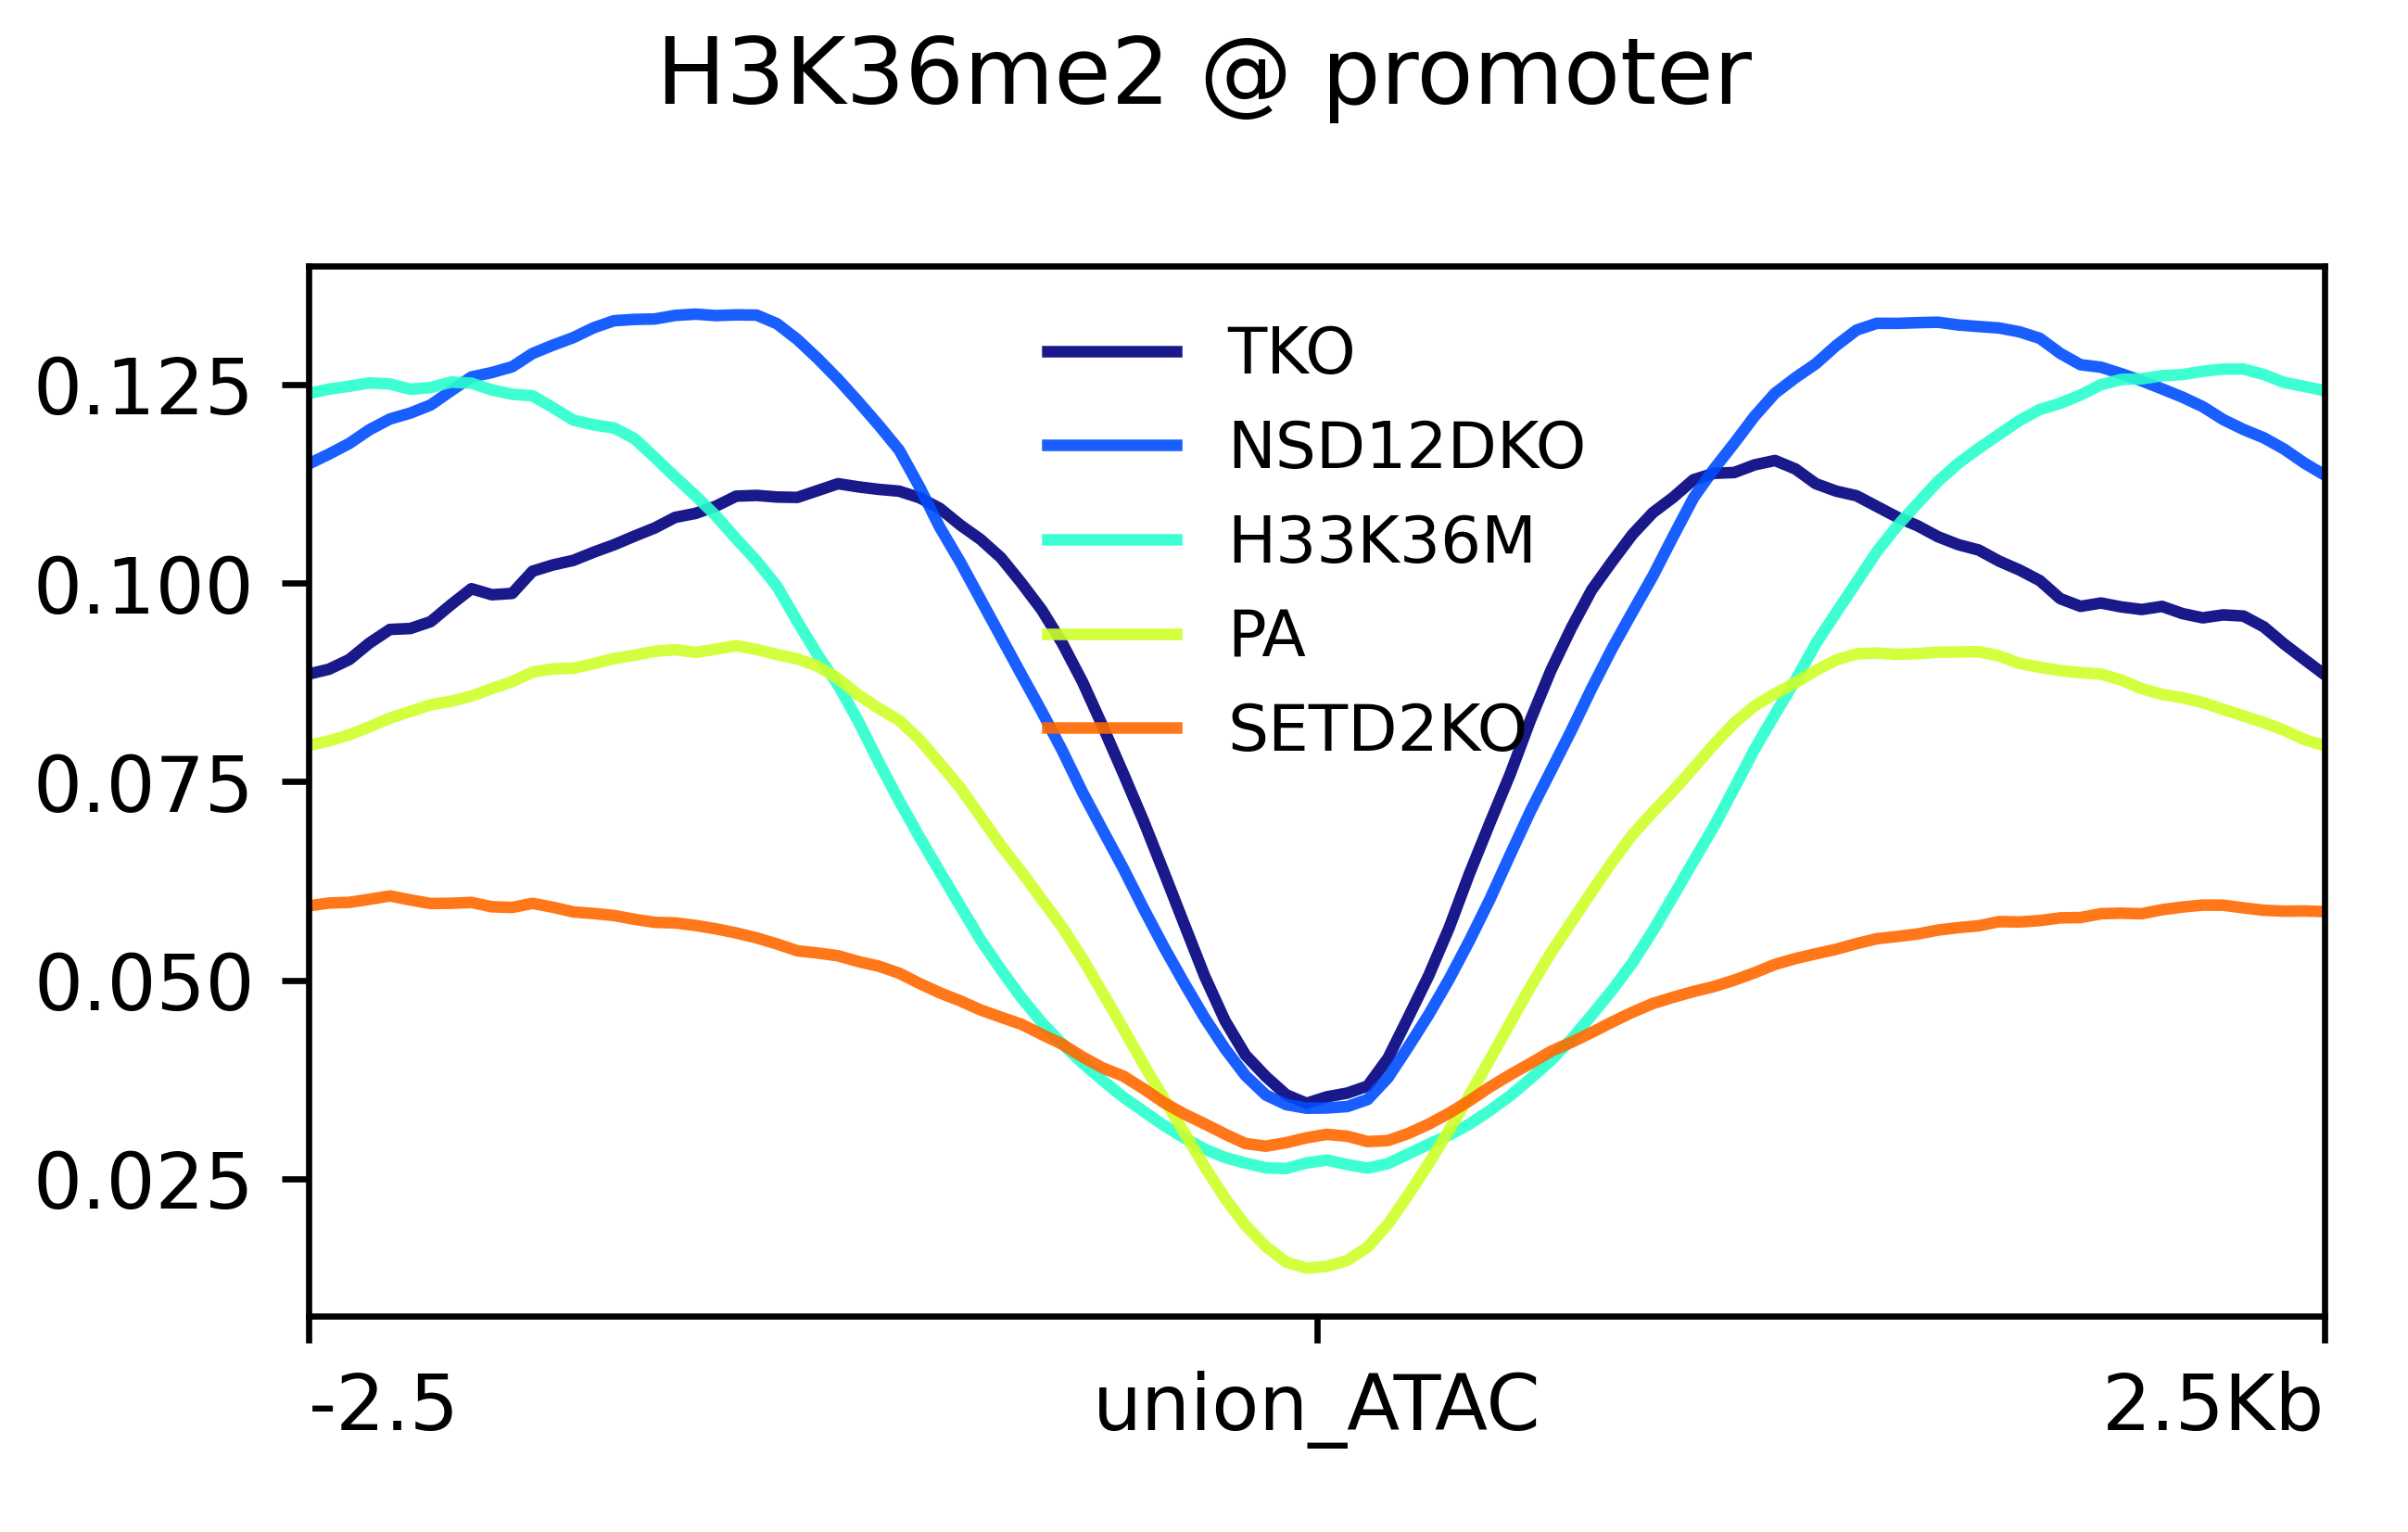 H3K36me2 @ promoter
0.125
0.100
0.075
0.050
0.025
TKO
NSD12DKO
H33K36M
PA
SETD2KO
-2.5
union_ATAC
2.5Kb